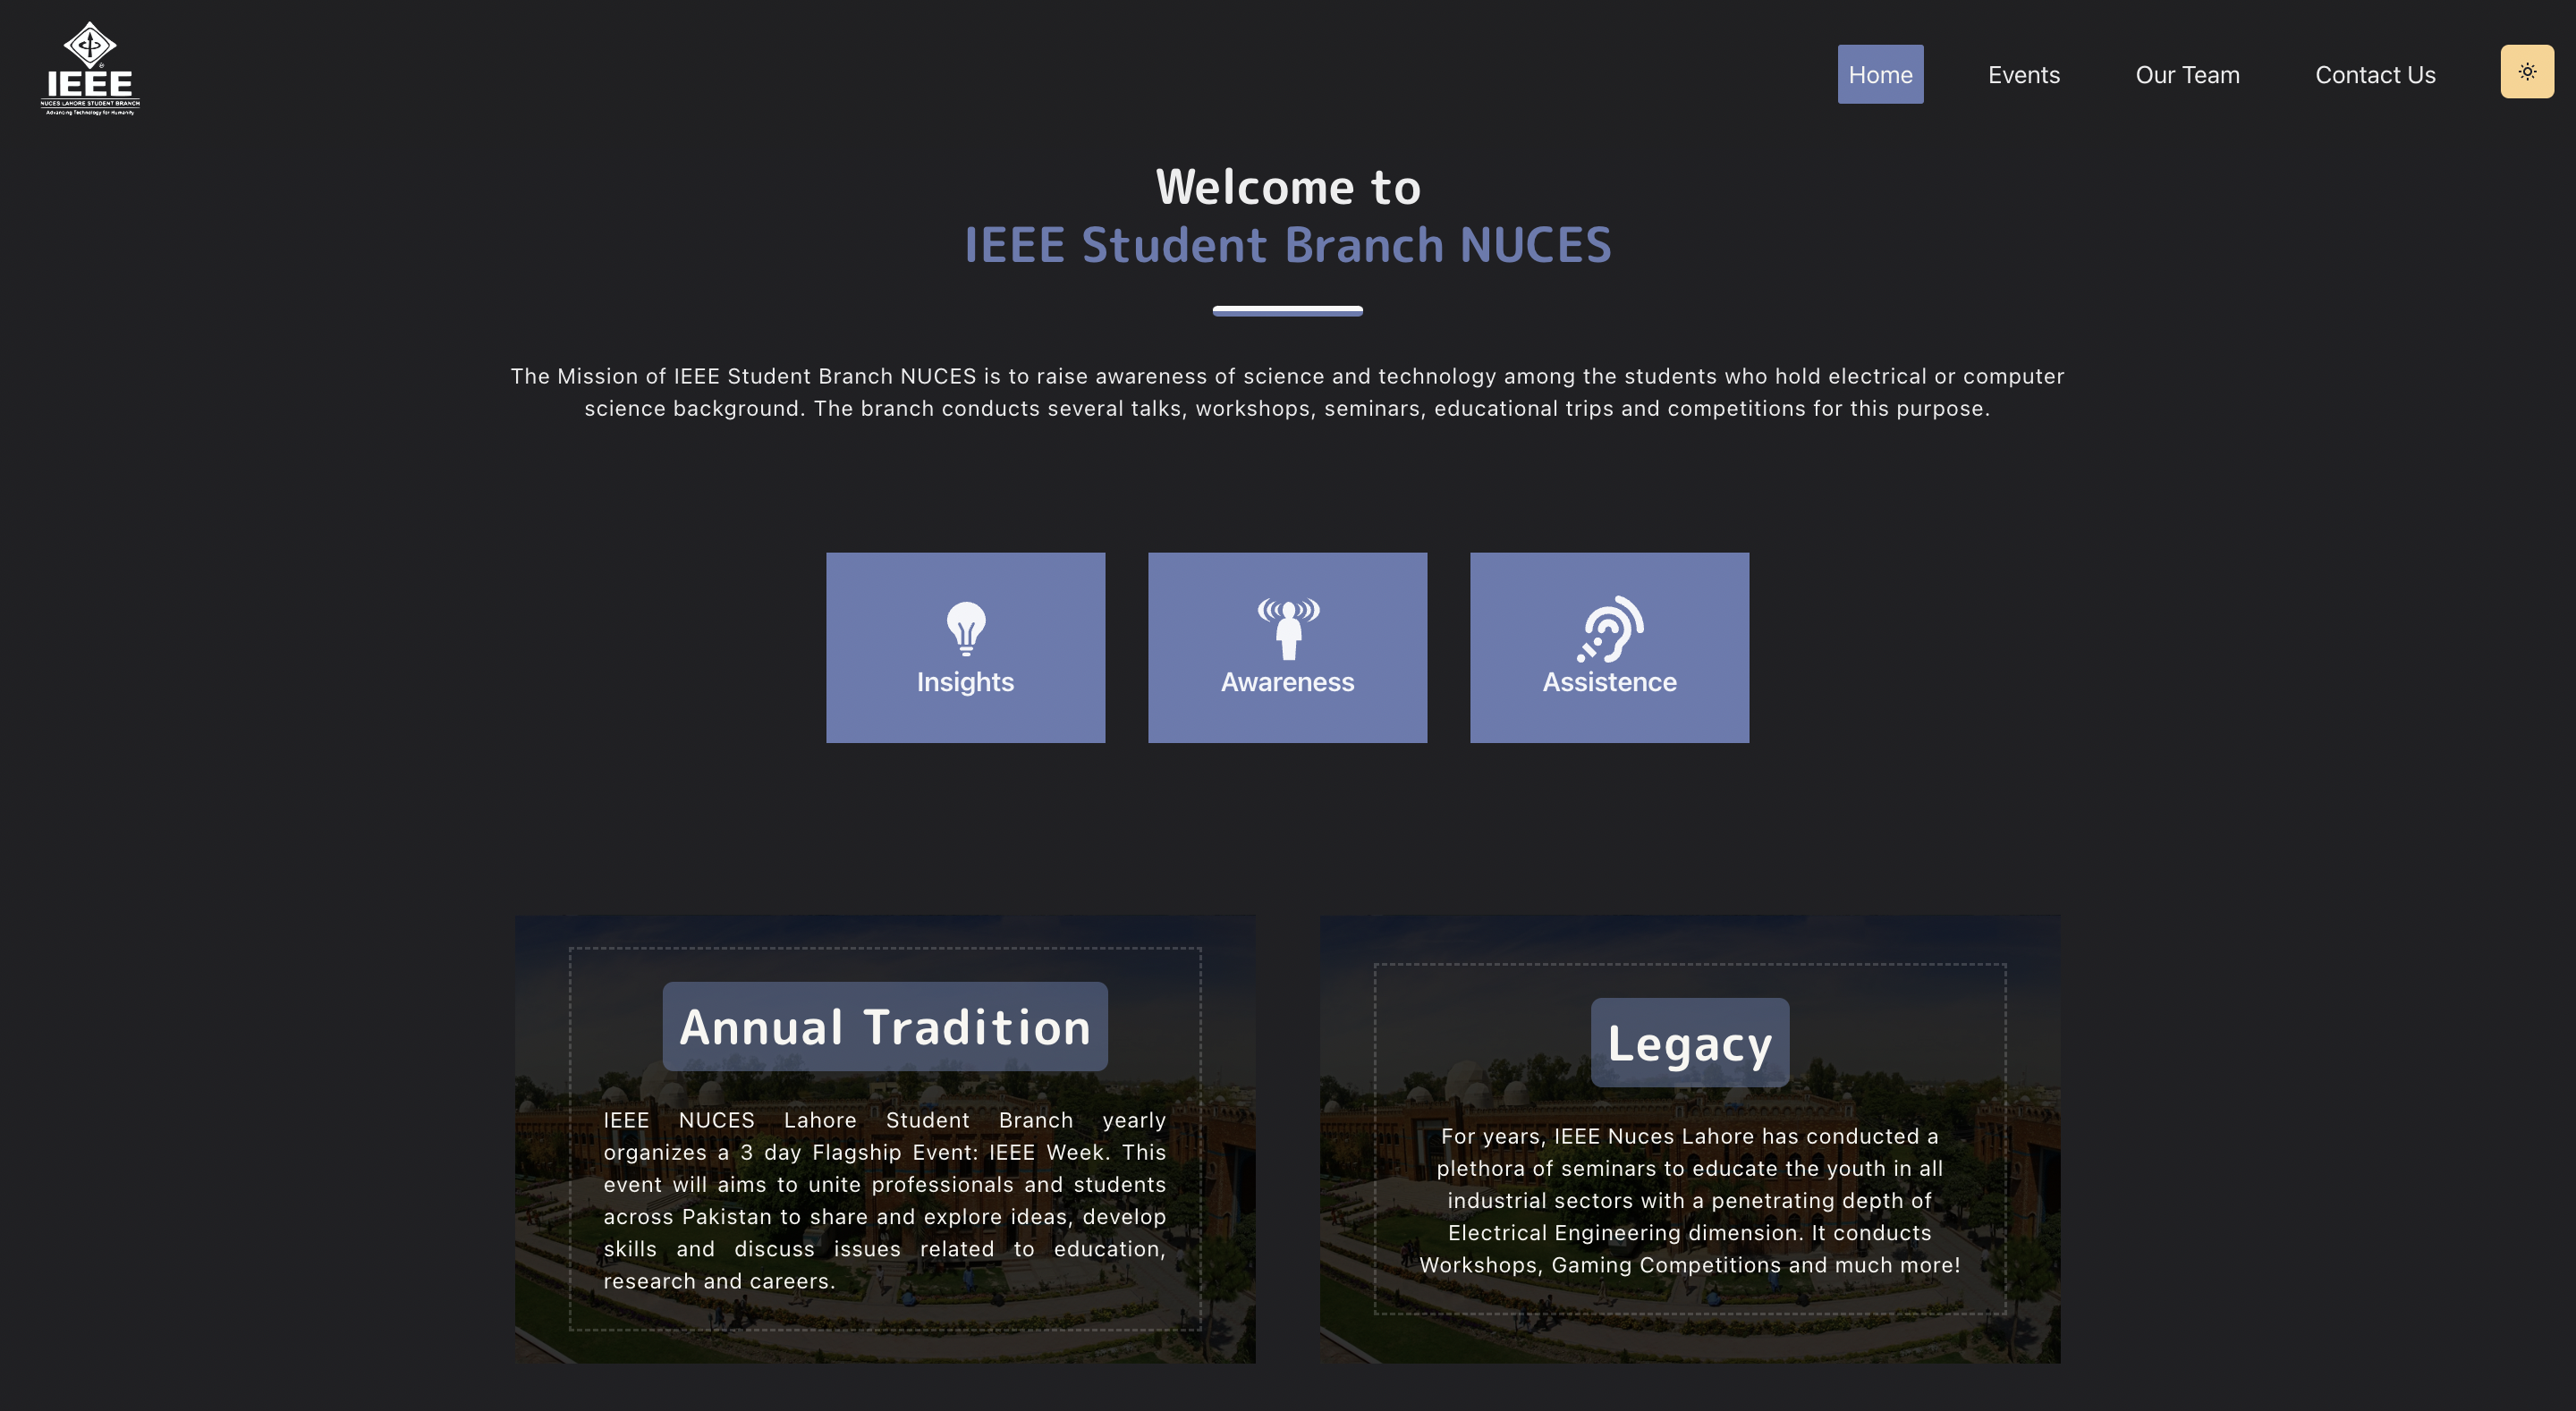 IEEE
NUCES LAHORE STUDENT BRANCH
Advancing Technology for Humanity
Home
Events
Our Team
Contact Us
Welcome to
IEEE Student Branch NUCES
The Mission of IEEE Student Branch NUCES is to raise awareness of science and technology among the students who hold electrical or computer
science background. The branch conducts several talks, workshops, seminars, educational trips and competitions for this purpose.
Insights
Awareness
Assistence
Annual Tradition
IEEE NUCES Lahore Student Branch yearly
organizes a 3 day Flagship Event: IEEE Week. This
event will aims to unite professionals and students
across Pakistan to share and explore ideas, develop
skills and discuss issues related to education,
research and careers.
Legacy
For years, IEEE Nuces Lahore has conducted a
plethora of seminars to educate the youth in all
industrial sectors with a penetrating depth of
Electrical Engineering dimension. It conducts
Workshops, Gaming Competitions and much more!